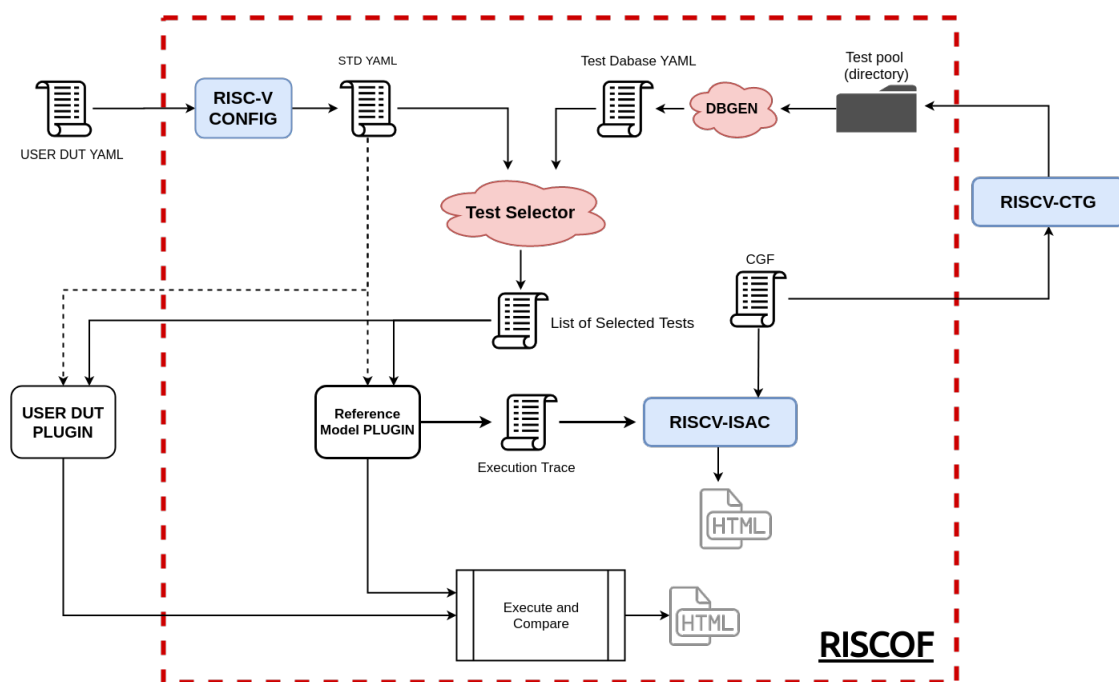 STD YAML
Test Dabase YAML
Test pool
(directory)
RISC-V
CONFIG
DBGEN
USER DUT YAML
RISCV-CTG
Test Selector
CGF
List of Selected Tests
USER DUT
PLUGIN
Reference
Model PLUGIN
RISCV-ISAC
Execution Trace
HTML
Execute and
Compare
HTML
RISCOF